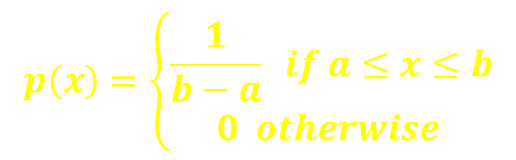 p(x) = { 1/(b − a) if a ≤ x ≤ b
0 otherwise